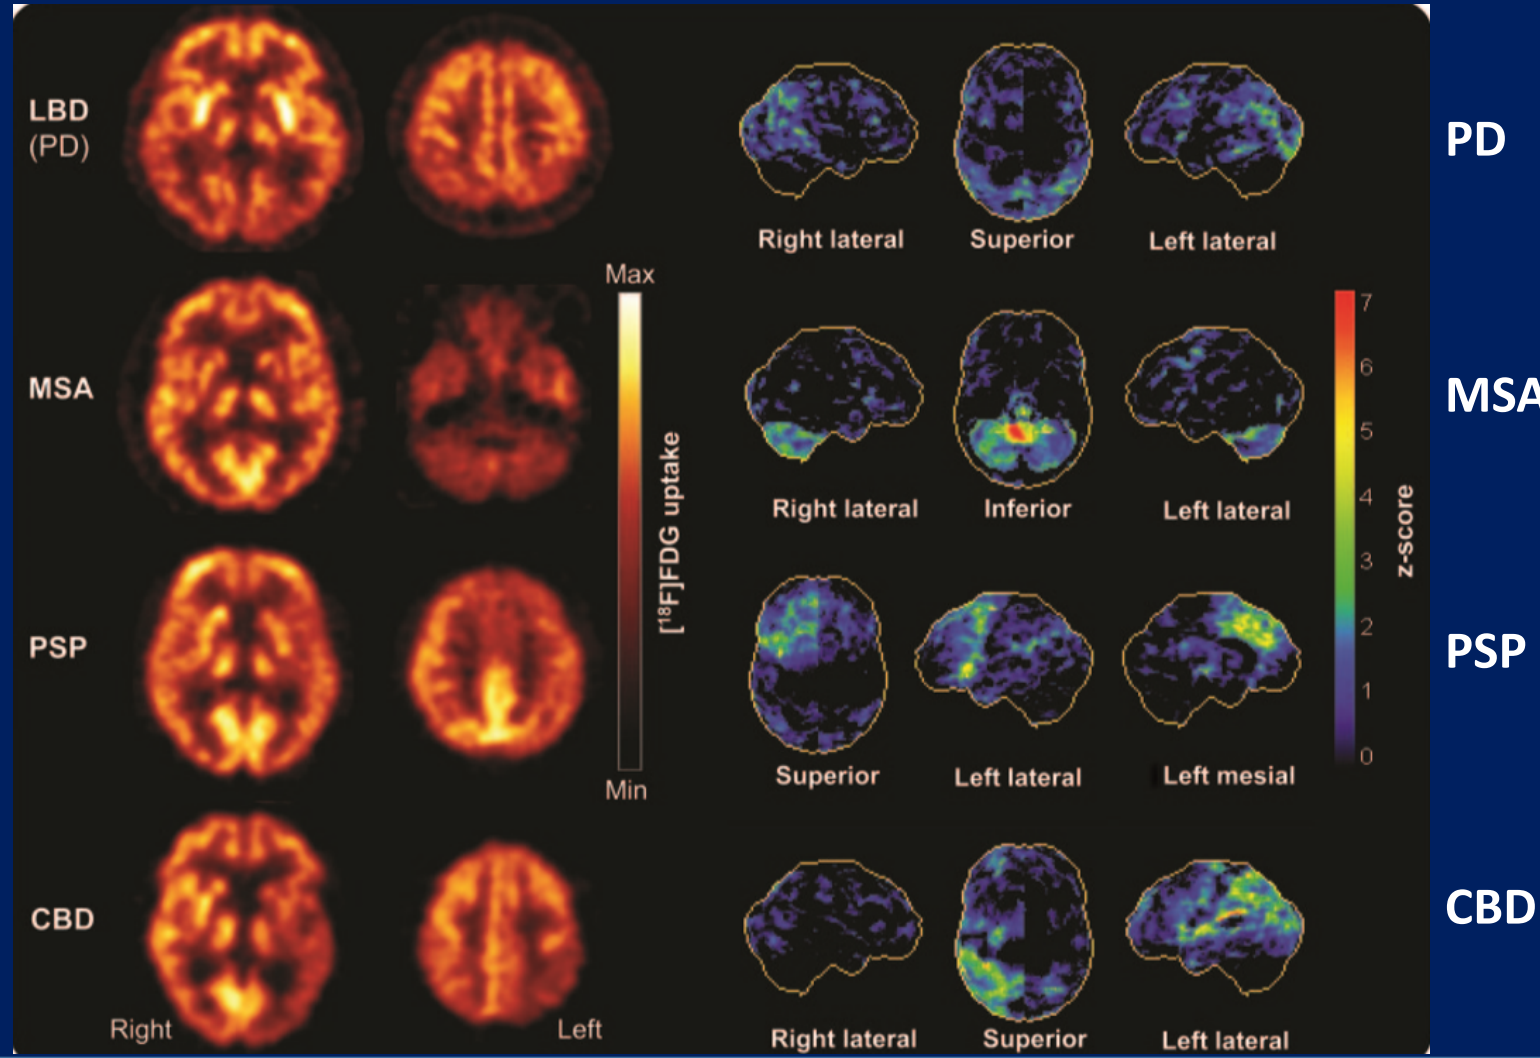 LBD
(PD)
Right lateral
Superior
Left lateral
PD
Max
Min
[¹⁸F]FDG uptake
MSA
Right lateral
Inferior
Left lateral
7
6
5
4
3
2
1
0
z-score
MSA
PSP
Superior
Left lateral
Left mesial
PSP
CBD
Right
Left
Right lateral
Superior
Left lateral
CBD